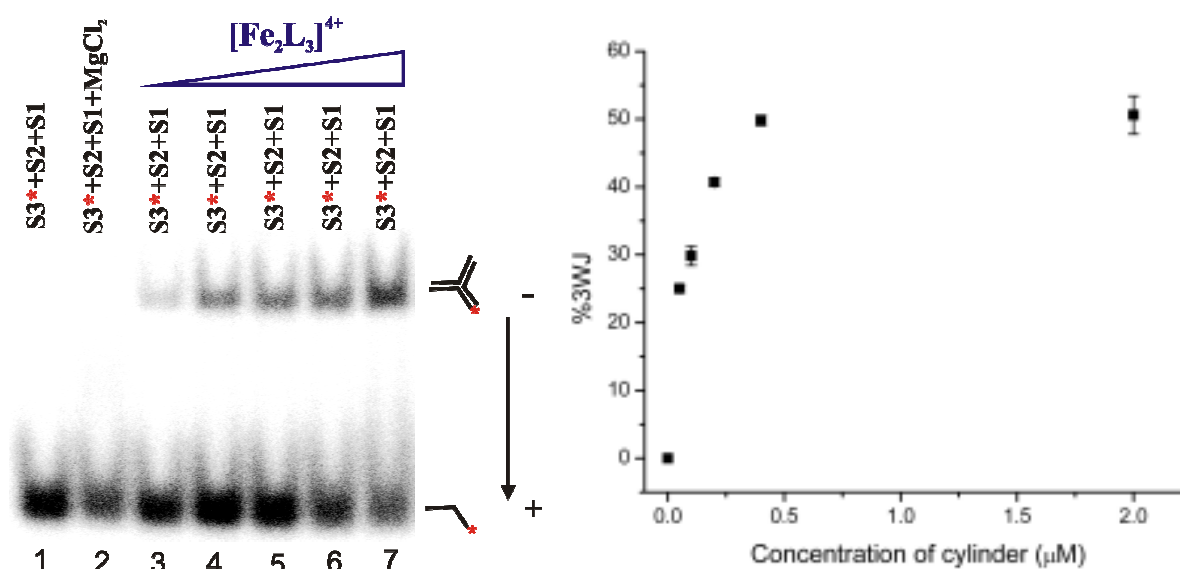 [Fe₂L₃]⁴⁺
S3*+S2+S1
S3*+S2+S1+MgCl₂
S3*+S2+S1
S3*+S2+S1
S3*+S2+S1
S3*+S2+S1
S3*+S2+S1
*
-
+
*
1 2 3 4 5 6 7
%3WJ
60
50
40
30
20
10
0
0.0 0.5 1.0 1.5 2.0
Concentration of cylinder (μM)